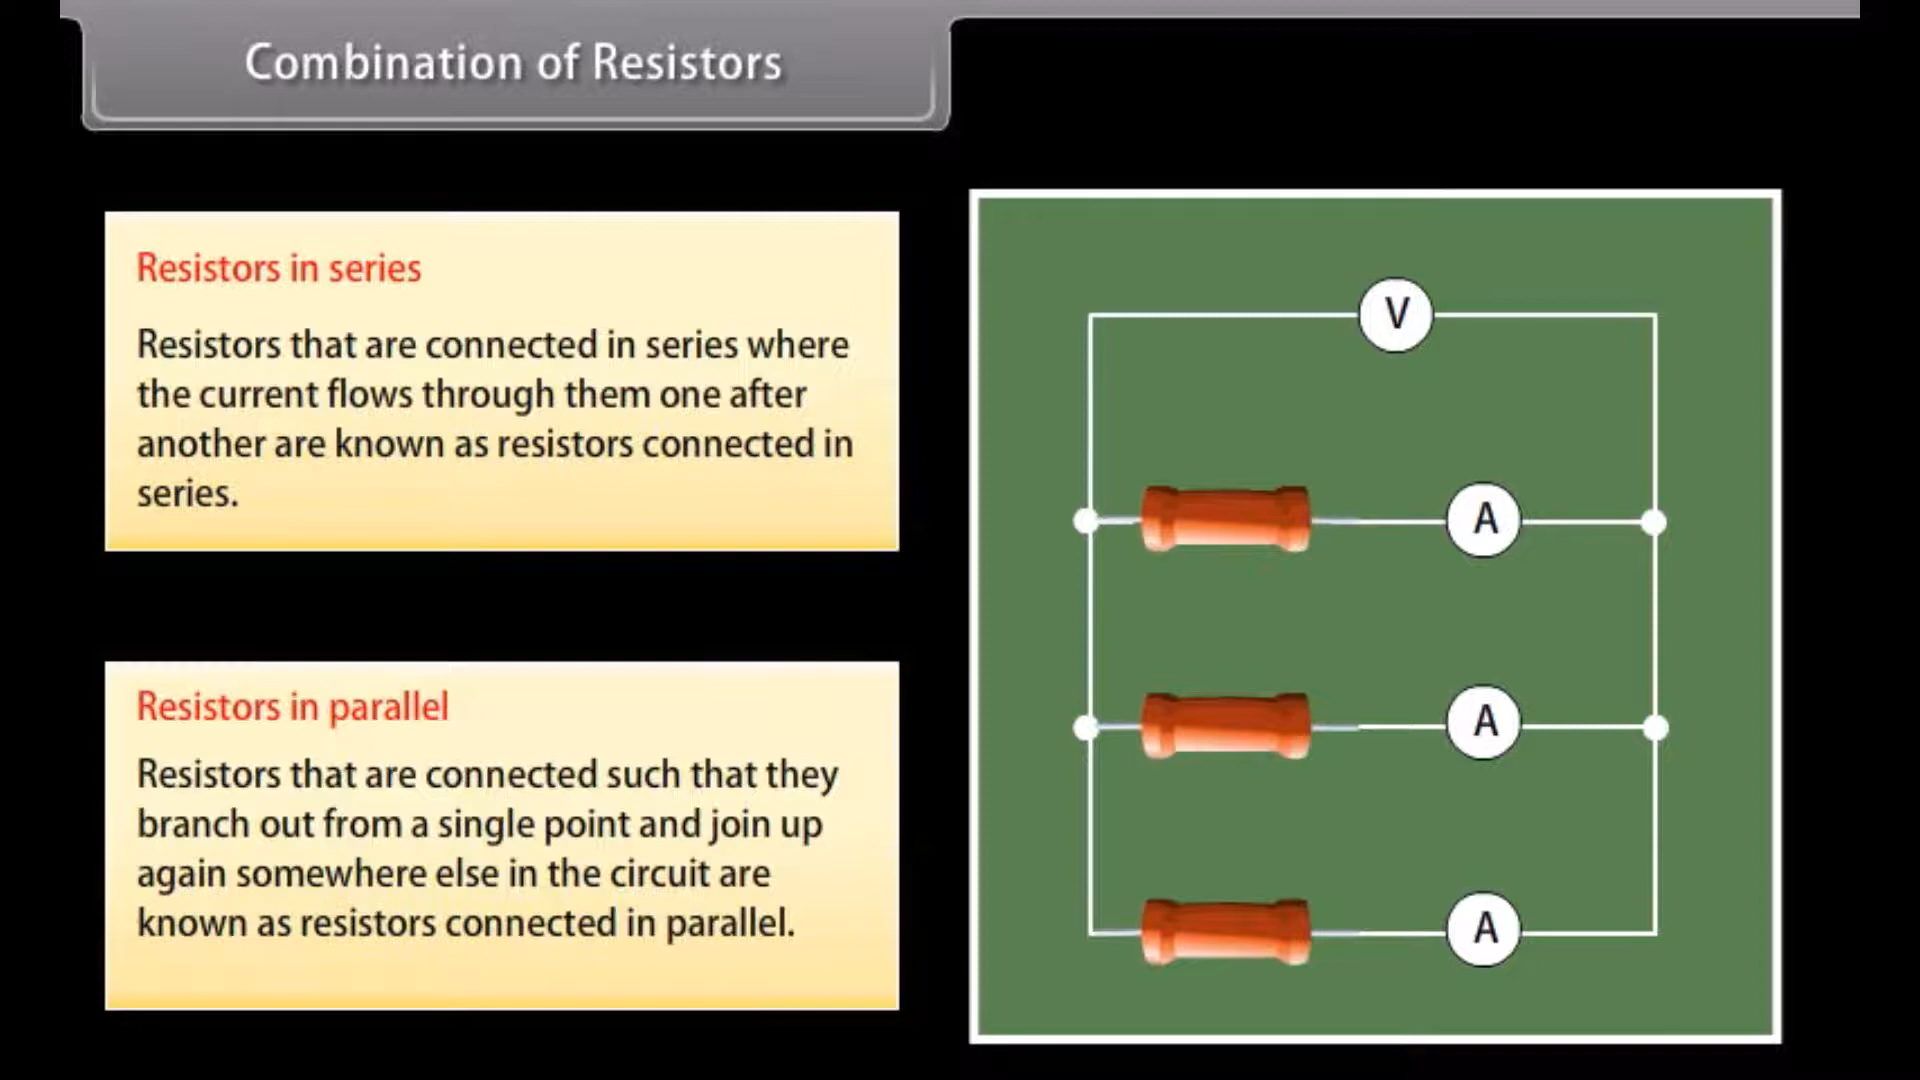 Combination of Resistors
Resistors in series
Resistors that are connected in series where
the current flows through them one after
another are known as resistors connected in
series.
Resistors in parallel
Resistors that are connected such that they
branch out from a single point and join up
again somewhere else in the circuit are
known as resistors connected in parallel.
V
A
A
A